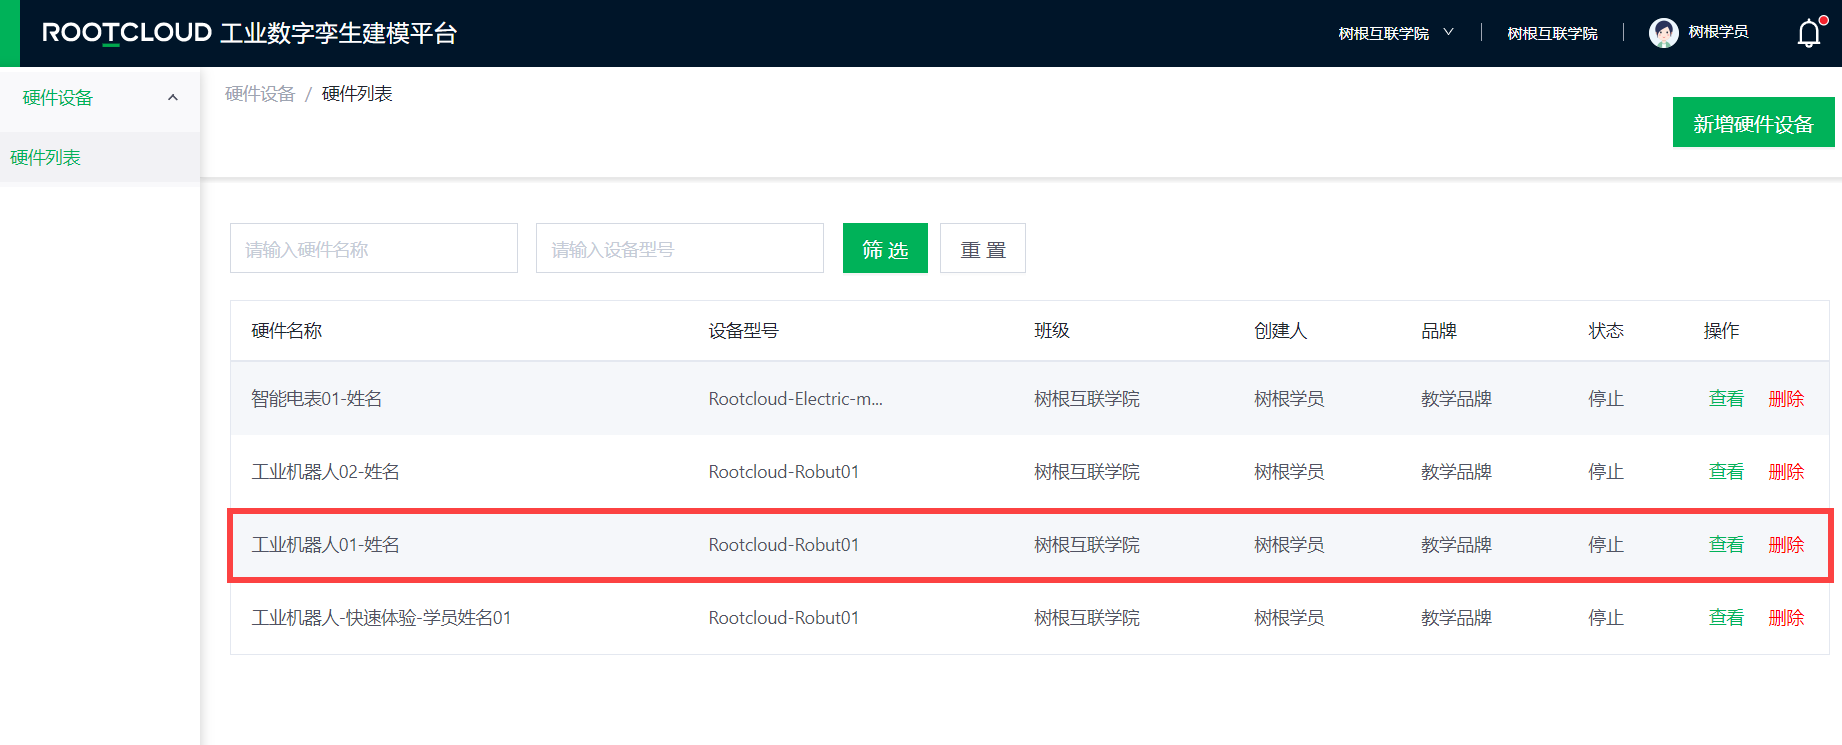 ROOTCLOUD 工业数字孪生建模平台
树根互联学院
树根互联学院
树根学员
硬件设备
硬件列表
硬件设备 / 硬件列表
新增硬件设备
请输入硬件名称
请输入设备型号
筛选
重置
硬件名称 设备型号 班级 创建人 品牌 状态 操作
智能电表01-姓名 Rootcloud-Electric-m... 树根互联学院 树根学员 教学品牌 停止 查看 删除
工业机器人02-姓名 Rootcloud-Robut01 树根互联学院 树根学员 教学品牌 停止 查看 删除
工业机器人01-姓名 Rootcloud-Robut01 树根互联学院 树根学员 教学品牌 停止 查看 删除
工业机器人-快速体验-学员姓名01 Rootcloud-Robut01 树根互联学院 树根学员 教学品牌 停止 查看 删除